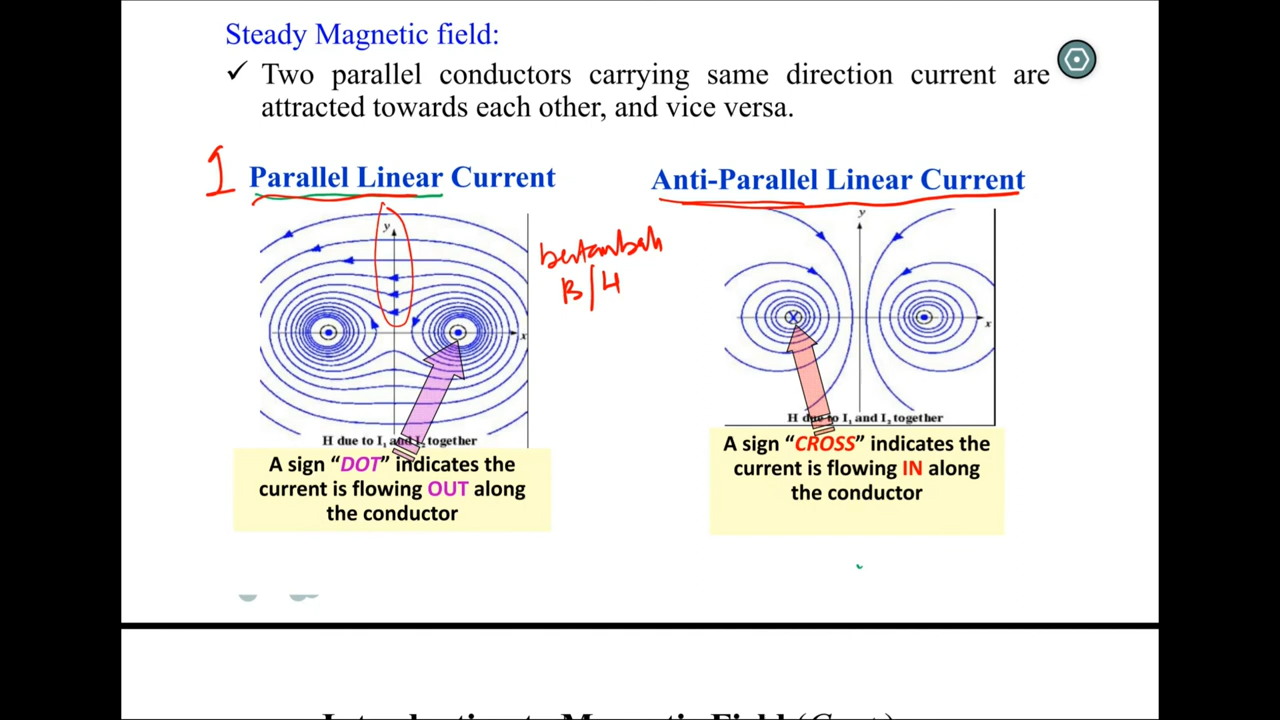 Steady Magnetic field:
✓ Two parallel conductors carrying same direction current are
attracted towards each other, and vice versa.
1
Parallel Linear Current
Anti-Parallel Linear Current
y
x
bertambah
B/H
H due to I₁ and I₂ together
A sign “DOT” indicates the
current is flowing OUT along
the conductor
y
x
H due to I₁ and I₂ together
A sign “CROSS” indicates the
current is flowing IN along
the conductor